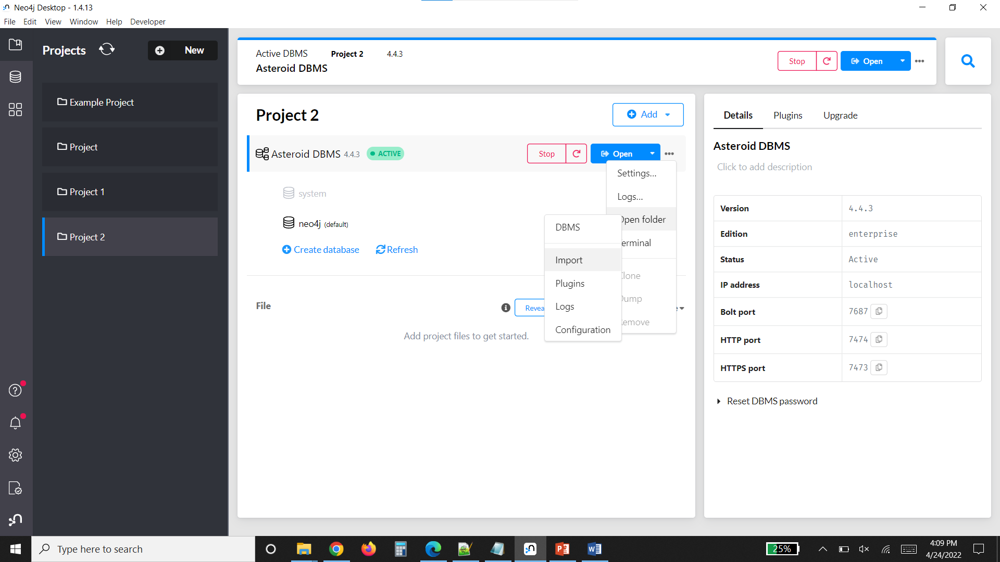 Neo4j Desktop - 1.4.13
File Edit View Window Help Developer
Projects
New
Example Project
Project
Project 1
Project 2
Active DBMS Project 2 4.4.3
Asteroid DBMS
Stop
Open
Project 2
Add
Asteroid DBMS 4.4.3 ACTIVE
Stop
Open
system
neo4j (default)
Create database Refresh
File
Revea
Add project files to get started.
Settings...
Logs...
Open folder
erminal
lone
ump
emove
DBMS
Import
Plugins
Logs
Configuration
Details Plugins Upgrade
Asteroid DBMS
Click to add description
Version 4.4.3
Edition enterprise
Status Active
IP address localhost
Bolt port 7687
HTTP port 7474
HTTPS port 7473
Reset DBMS password
Type here to search
25%
4:09 PM
4/24/2022